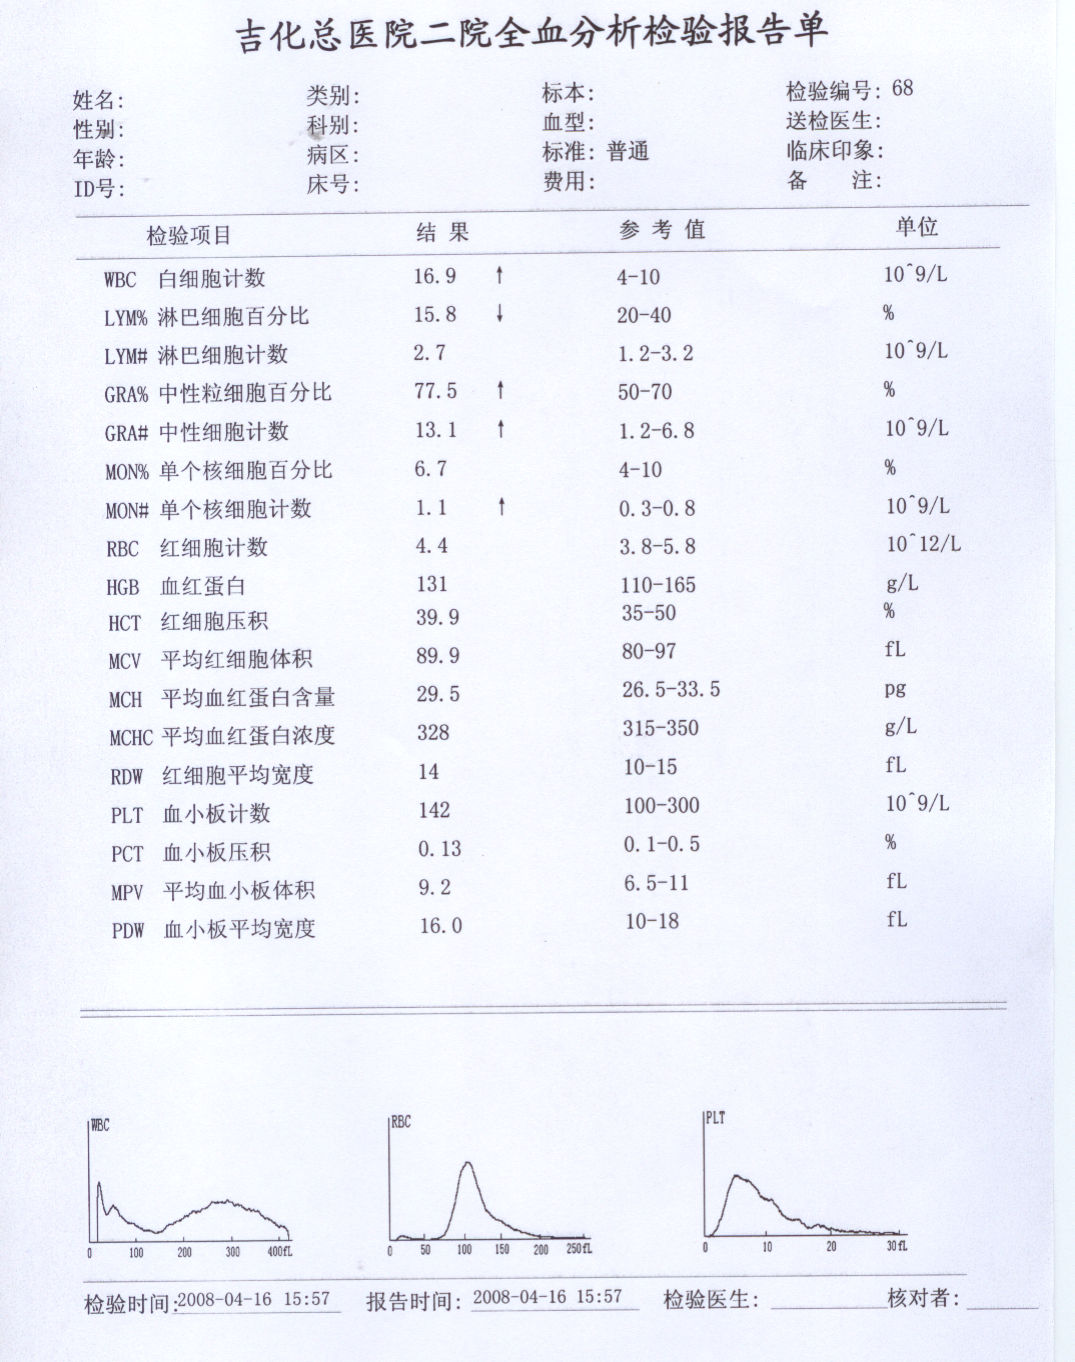 吉化总医院二院全血分析检验报告单
姓名: 类别: 标本: 检验编号: 68
性别: 科别: 血型: 送检医生:
年龄: 病区: 标准: 普通 临床印象:
ID号: 床号: 费用: 备 注:
检验项目 结 果 参 考 值 单位
WBC 白细胞计数 16.9 ↑ 4-10 10^9/L
LYM% 淋巴细胞百分比 15.8 ↓ 20-40 %
LYM# 淋巴细胞计数 2.7 1.2-3.2 10^9/L
GRA% 中性粒细胞百分比 77.5 ↑ 50-70 %
GRA# 中性细胞计数 13.1 ↑ 1.2-6.8 10^9/L
MON% 单个核细胞百分比 6.7 4-10 %
MON# 单个核细胞计数 1.1 ↑ 0.3-0.8 10^9/L
RBC 红细胞计数 4.4 3.8-5.8 10^12/L
HGB 血红蛋白 131 110-165 g/L
HCT 红细胞压积 39.9 35-50 %
MCV 平均红细胞体积 89.9 80-97 fL
MCH 平均血红蛋白含量 29.5 26.5-33.5 pg
MCHC 平均血红蛋白浓度 328 315-350 g/L
RDW 红细胞平均宽度 14 10-15 fL
PLT 血小板计数 142 100-300 10^9/L
PCT 血小板压积 0.13 0.1-0.5 %
MPV 平均血小板体积 9.2 6.5-11 fL
PDW 血小板平均宽度 16.0 10-18 fL
WBC RBC PLT
0 100 200 300 400fL 0 50 100 150 200 250fL 0 10 20 30fL
检验时间:2008-04-16 15:57 报告时间: 2008-04-16 15:57 检验医生: 核对者: